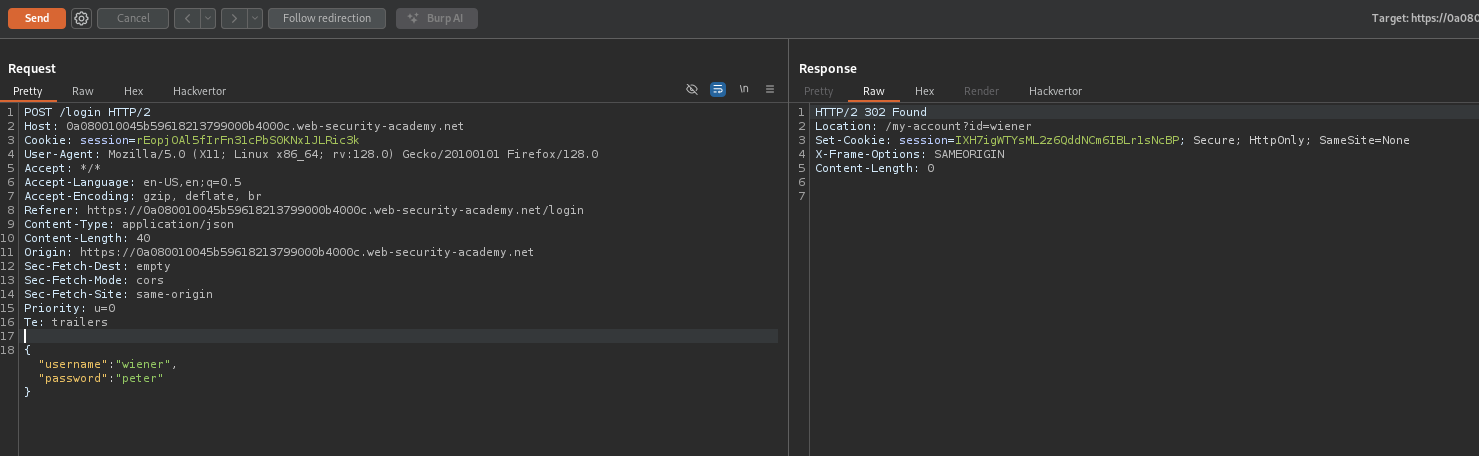 Send Cancel < > Follow redirection Burp AI Target: https://0a080
Request
Pretty Raw Hex Hackvertor \n
1 POST /login HTTP/2
2 Host: 0a080010045b59618213799000b4000c.web-security-academy.net
3 Cookie: session=rEopjOAl5fIrFn31cPbS0KNx1JLRic3k
4 User-Agent: Mozilla/5.0 (X11; Linux x86_64; rv:128.0) Gecko/20100101 Firefox/128.0
5 Accept: */*
6 Accept-Language: en-US,en;q=0.5
7 Accept-Encoding: gzip, deflate, br
8 Referer: https://0a080010045b59618213799000b4000c.web-security-academy.net/login
9 Content-Type: application/json
10 Content-Length: 40
11 Origin: https://0a080010045b59618213799000b4000c.web-security-academy.net
12 Sec-Fetch-Dest: empty
13 Sec-Fetch-Mode: cors
14 Sec-Fetch-Site: same-origin
15 Priority: u=0
16 Te: trailers
17
18 {
"username":"wiener",
"password":"peter"
}
Response
Pretty Raw Hex Render Hackvertor
1 HTTP/2 302 Found
2 Location: /my-account?id=wiener
3 Set-Cookie: session=IXH7igWTYsML2z6QddNCm6IBLr1sNcBP; Secure; HttpOnly; SameSite=None
4 X-Frame-Options: SAMEORIGIN
5 Content-Length: 0
6
7